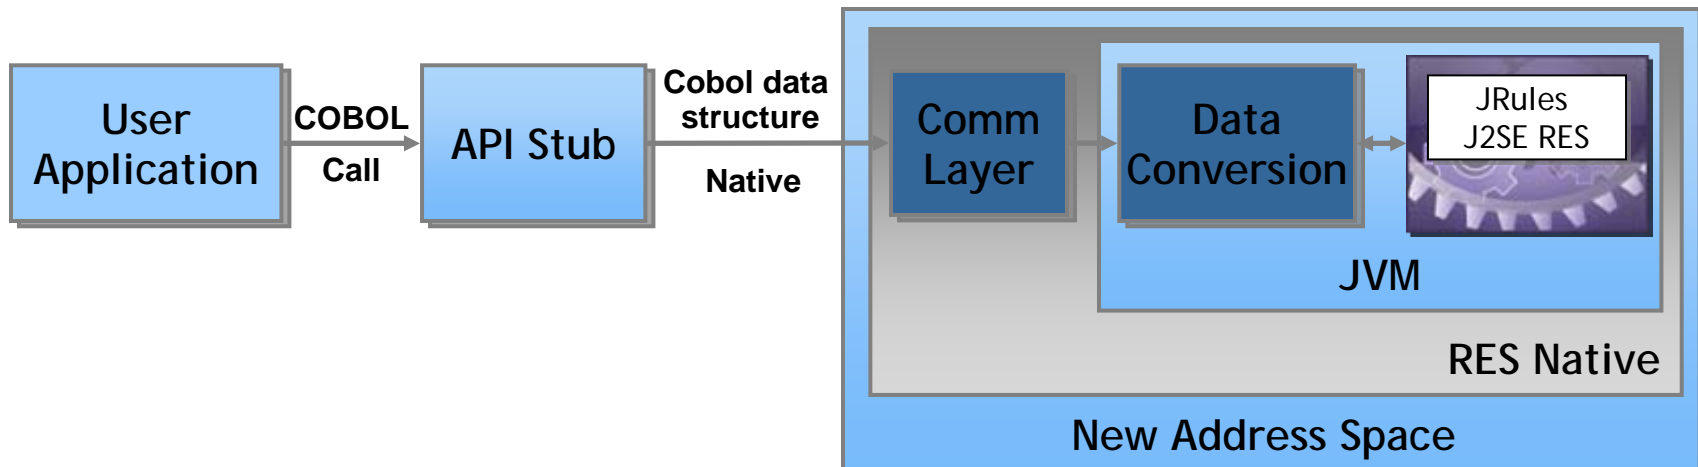 User
Application
COBOL
Call
API Stub
Cobol data
structure
Native
Comm
Layer
Data
Conversion
JRules
J2SE RES
JVM
RES Native
New Address Space